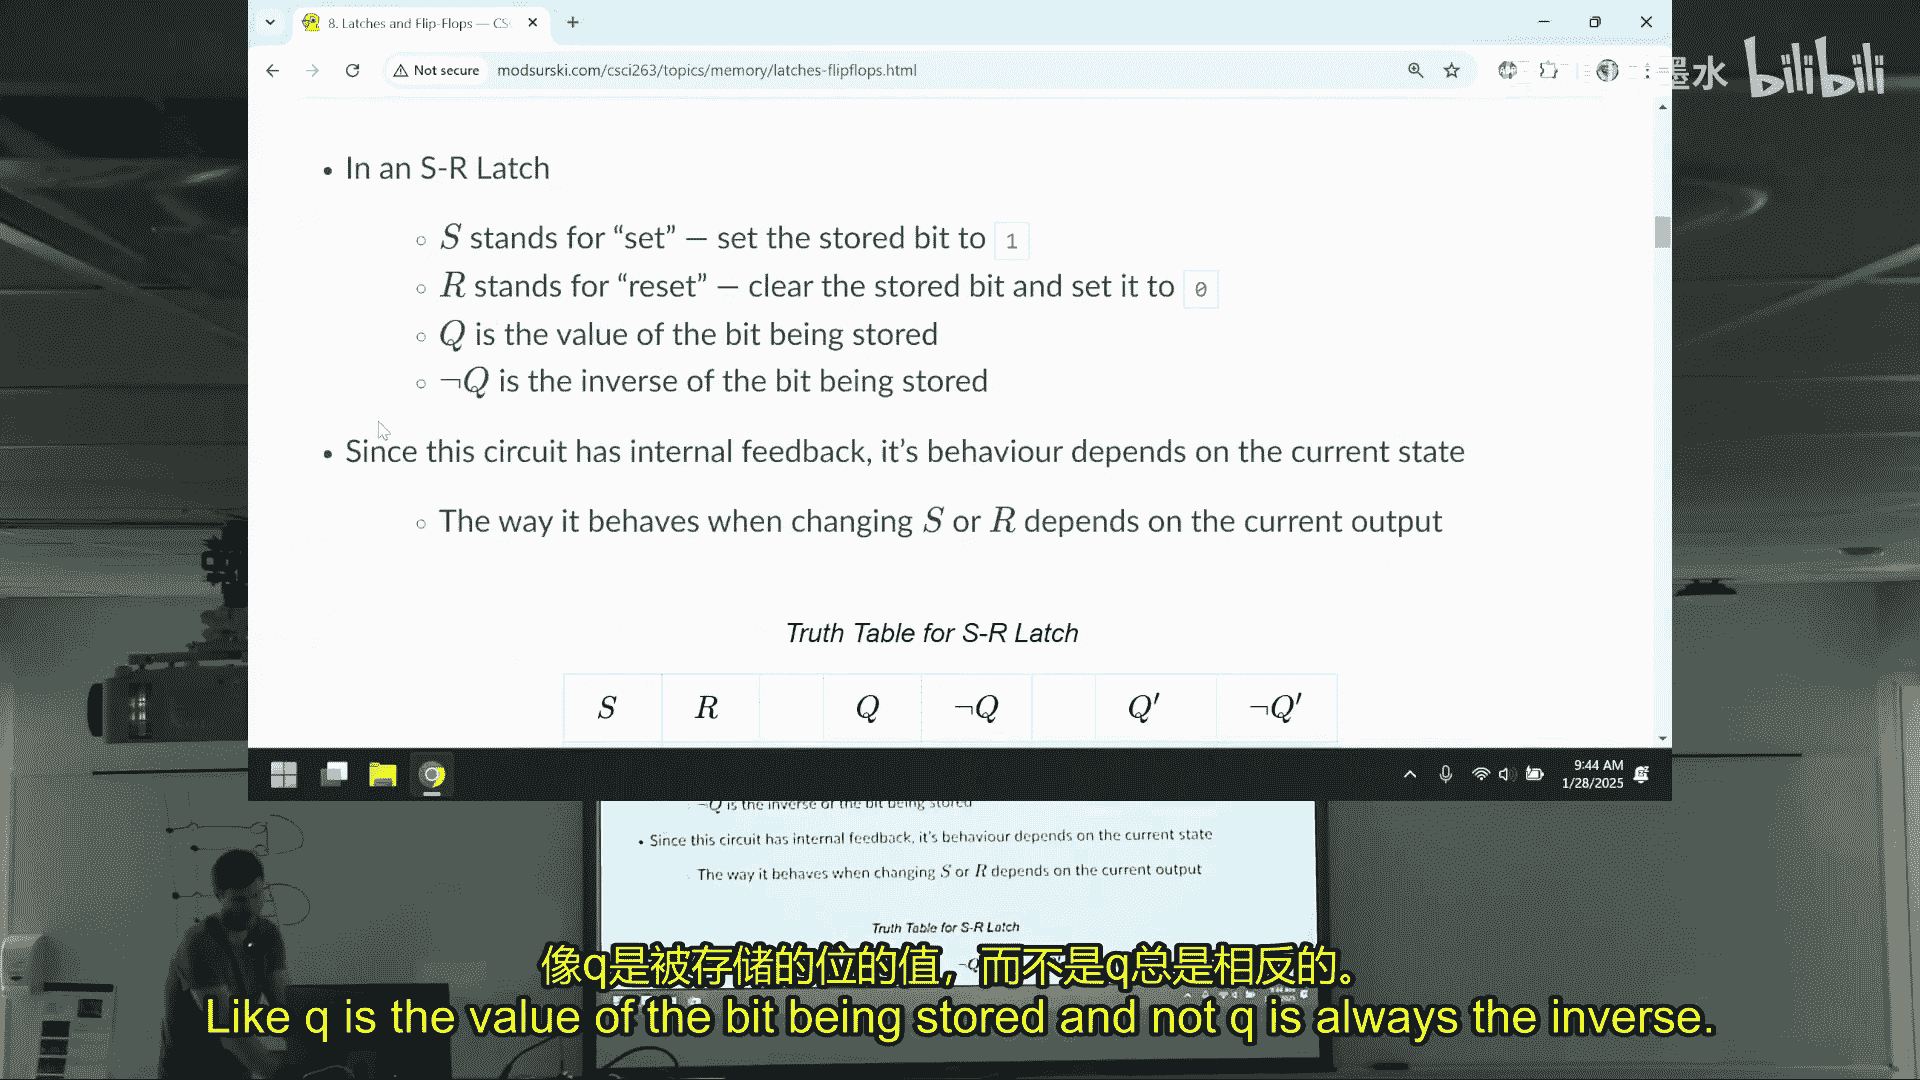 8. Latches and Flip-Flops — CS
Not secure
modsurski.com/csci263/topics/memory/latches-flipflops.html
墨水 bilibili
• In an S-R Latch
◦ S stands for “set” — set the stored bit to 1
◦ R stands for “reset” — clear the stored bit and set it to 0
◦ Q is the value of the bit being stored
◦ ¬Q is the inverse of the bit being stored
• Since this circuit has internal feedback, it’s behaviour depends on the current state
◦ The way it behaves when changing S or R depends on the current output
Truth Table for S-R Latch
S R Q ¬Q Q′ ¬Q′
9:44 AM
1/28/2025
¬Q is the inverse of the bit being stored
• Since this circuit has internal feedback, it's behaviour depends on the current state
The way it behaves when changing S or R depends on the current output
Truth Table for S-R Latch
像q是被存储的位的值，而不是q总是相反的。
Like q is the value of the bit being stored and not q is always the inverse.